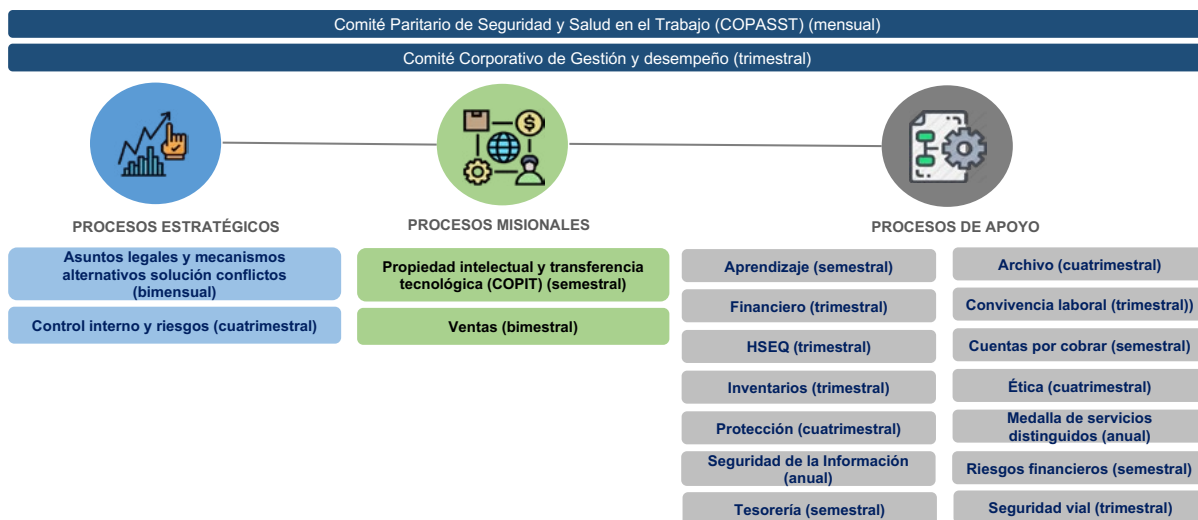 Comité Paritario de Seguridad y Salud en el Trabajo (COPASST) (mensual)
Comité Corporativo de Gestión y desempeño (trimestral)
PROCESOS ESTRATÉGICOS
Asuntos legales y mecanismos
alternativos solución conflictos
(bimensual)
Control interno y riesgos (cuatrimestral)
PROCESOS MISIONALES
Propiedad intelectual y transferencia
tecnológica (COPIT) (semestral)
Ventas (bimestral)
PROCESOS DE APOYO
Aprendizaje (semestral)
Financiero (trimestral)
HSEQ (trimestral)
Inventarios (trimestral)
Protección (cuatrimestral)
Seguridad de la Información
(anual)
Tesorería (semestral)
Archivo (cuatrimestral)
Convivencia laboral (trimestral))
Cuentas por cobrar (semestral)
Ética (cuatrimestral)
Medalla de servicios
distinguidos (anual)
Riesgos financieros (semestral)
Seguridad vial (trimestral)